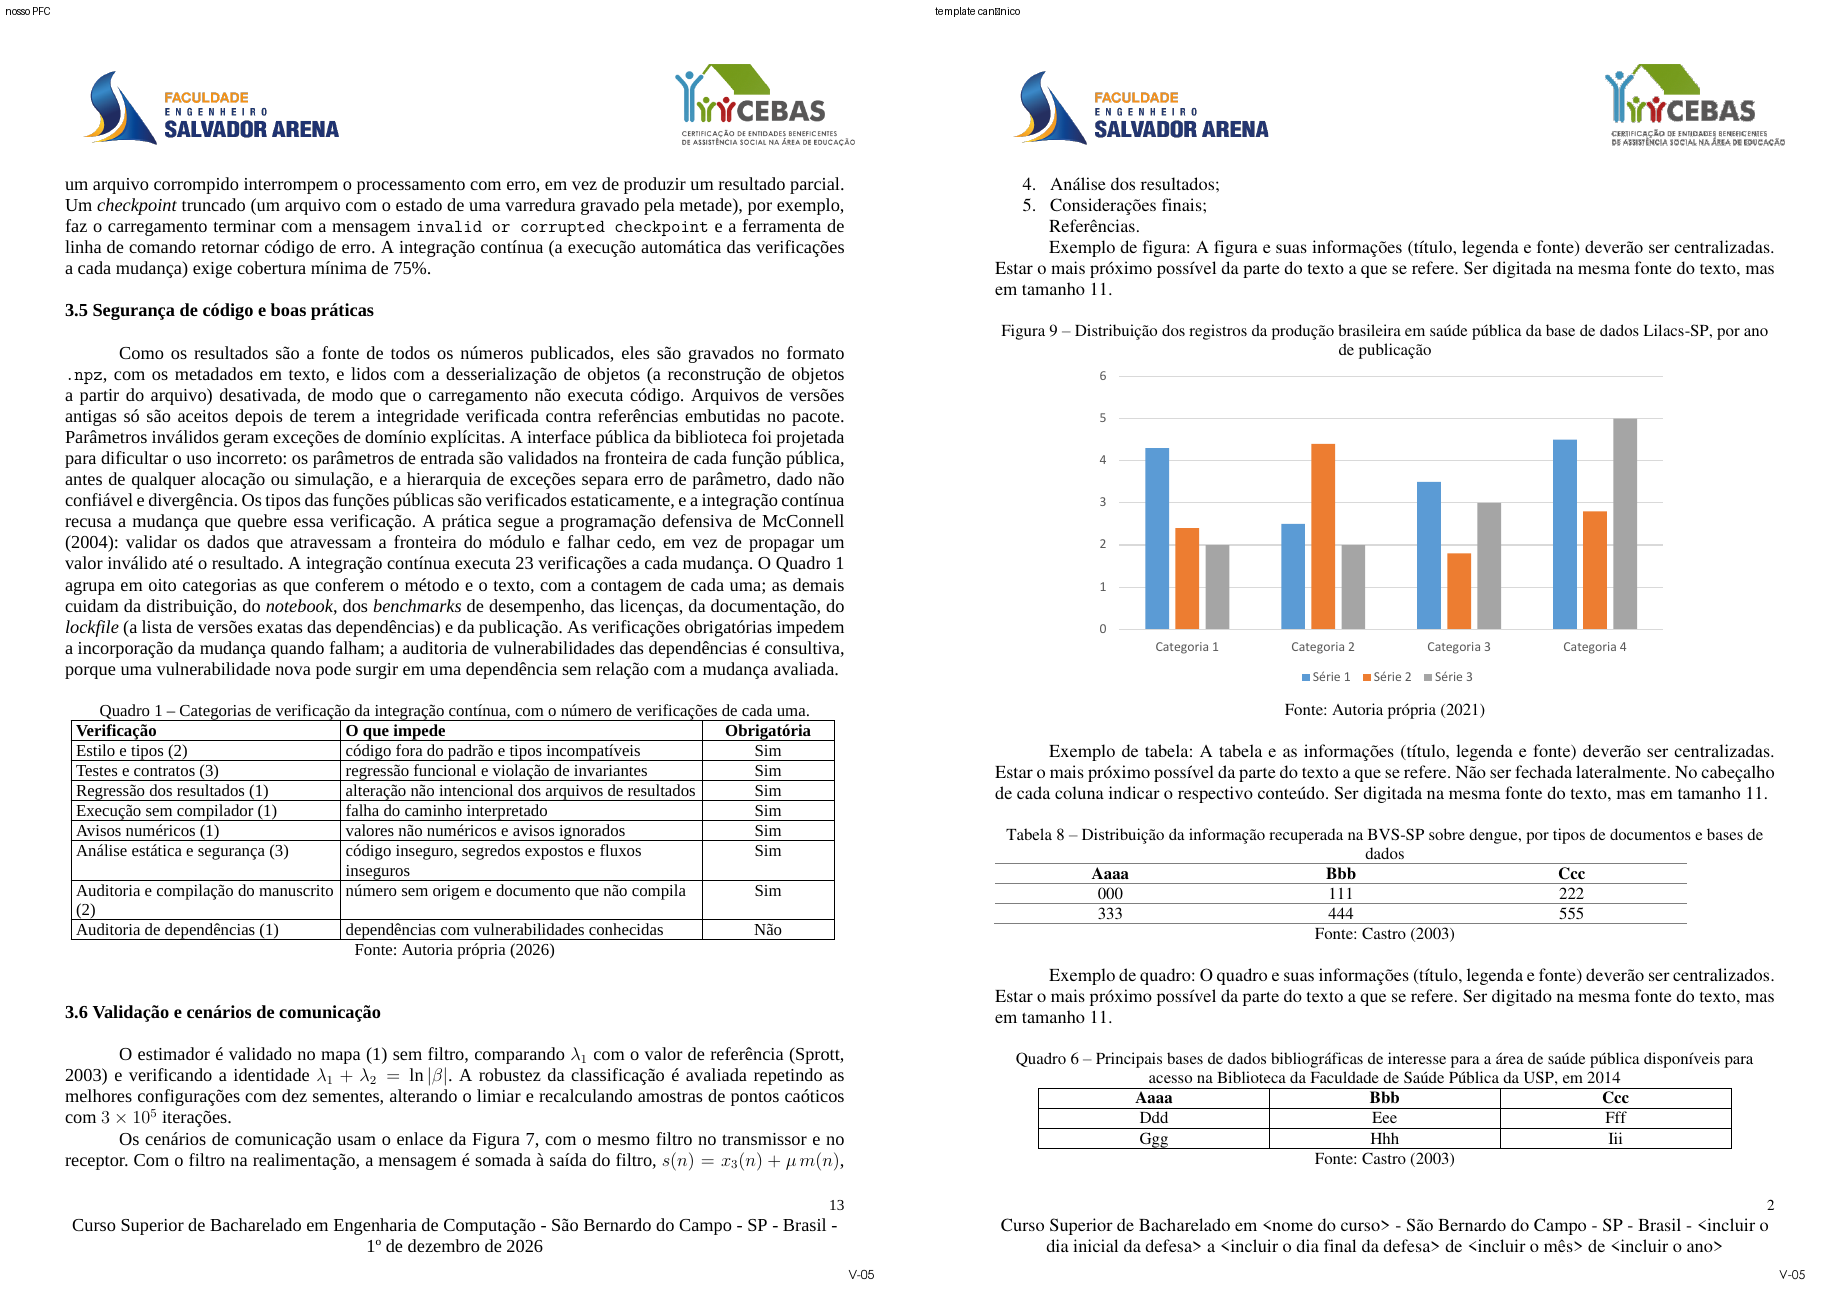 nosso PFC
FACULDADE
ENGENHEIRO
SALVADOR ARENA
CEBAS
CERTIFICAÇÃO DE ENTIDADES BENEFICENTES
DE ASSISTÊNCIA SOCIAL NA ÁREA DE EDUCAÇÃO
um arquivo corrompido interrompem o processamento com erro, em vez de produzir um resultado parcial.
Um checkpoint truncado (um arquivo com o estado de uma varredura gravado pela metade), por exemplo,
faz o carregamento terminar com a mensagem invalid or corrupted checkpoint e a ferramenta de
linha de comando retornar código de erro. A integração contínua (a execução automática das verificações
a cada mudança) exige cobertura mínima de 75%.
3.5 Segurança de código e boas práticas
Como os resultados são a fonte de todos os números publicados, eles são gravados no formato
.npz, com os metadados em texto, e lidos com a desserialização de objetos (a reconstrução de objetos
a partir do arquivo) desativada, de modo que o carregamento não executa código. Arquivos de versões
antigas só são aceitos depois de terem a integridade verificada contra referências embutidas no pacote.
Parâmetros inválidos geram exceções de domínio explícitas. A interface pública da biblioteca foi projetada
para dificultar o uso incorreto: os parâmetros de entrada são validados na fronteira de cada função pública,
antes de qualquer alocação ou simulação, e a hierarquia de exceções separa erro de parâmetro, dado não
confiável e divergência. Os tipos das funções públicas são verificados estaticamente, e a integração contínua
recusa a mudança que quebre essa verificação. A prática segue a programação defensiva de McConnell
(2004): validar os dados que atravessam a fronteira do módulo e falhar cedo, em vez de propagar um
valor inválido até o resultado. A integração contínua executa 23 verificações a cada mudança. O Quadro 1
agrupa em oito categorias as que conferem o método e o texto, com a contagem de cada uma; as demais
cuidam da distribuição, do notebook, dos benchmarks de desempenho, das licenças, da documentação, do
lockfile (a lista de versões exatas das dependências) e da publicação. As verificações obrigatórias impedem
a incorporação da mudança quando falham; a auditoria de vulnerabilidades das dependências é consultiva,
porque uma vulnerabilidade nova pode surgir em uma dependência sem relação com a mudança avaliada.
Quadro 1 – Categorias de verificação da integração contínua, com o número de verificações de cada uma.
Verificação O que impede Obrigatória
Estilo e tipos (2) código fora do padrão e tipos incompatíveis Sim
Testes e contratos (3) regressão funcional e violação de invariantes Sim
Regressão dos resultados (1) alteração não intencional dos arquivos de resultados Sim
Execução sem compilador (1) falha do caminho interpretado Sim
Avisos numéricos (1) valores não numéricos e avisos ignorados Sim
Análise estática e segurança (3) código inseguro, segredos expostos e fluxos Sim
inseguros
Auditoria e compilação do manuscrito número sem origem e documento que não compila Sim
(2)
Auditoria de dependências (1) dependências com vulnerabilidades conhecidas Não
Fonte: Autoria própria (2026)
3.6 Validação e cenários de comunicação
O estimador é validado no mapa (1) sem filtro, comparando λ₁ com o valor de referência (Sprott,
2003) e verificando a identidade λ₁ + λ₂ = ln|β|. A robustez da classificação é avaliada repetindo as
melhores configurações com dez sementes, alterando o limiar e recalculando amostras de pontos caóticos
com 3 × 10⁵ iterações.
Os cenários de comunicação usam o enlace da Figura 7, com o mesmo filtro no transmissor e no
receptor. Com o filtro na realimentação, a mensagem é somada à saída do filtro, s(n) = x₃(n) + μ m(n),
13
Curso Superior de Bacharelado em Engenharia de Computação - São Bernardo do Campo - SP - Brasil -
1º de dezembro de 2026
V-05
template can□nico
FACULDADE
ENGENHEIRO
SALVADOR ARENA
CEBAS
CERTIFICAÇÃO DE ENTIDADES BENEFICENTES
DE ASSISTÊNCIA SOCIAL NA ÁREA DE EDUCAÇÃO
4. Análise dos resultados;
5. Considerações finais;
Referências.
Exemplo de figura: A figura e suas informações (título, legenda e fonte) deverão ser centralizadas.
Estar o mais próximo possível da parte do texto a que se refere. Ser digitada na mesma fonte do texto, mas
em tamanho 11.
Figura 9 – Distribuição dos registros da produção brasileira em saúde pública da base de dados Lilacs-SP, por ano
de publicação
6
5
4
3
2
1
0
Categoria 1 Categoria 2 Categoria 3 Categoria 4
Série 1 Série 2 Série 3
Fonte: Autoria própria (2021)
Exemplo de tabela: A tabela e as informações (título, legenda e fonte) deverão ser centralizadas.
Estar o mais próximo possível da parte do texto a que se refere. Não ser fechada lateralmente. No cabeçalho
de cada coluna indicar o respectivo conteúdo. Ser digitada na mesma fonte do texto, mas em tamanho 11.
Tabela 8 – Distribuição da informação recuperada na BVS-SP sobre dengue, por tipos de documentos e bases de
dados
Aaaa Bbb Ccc
000 111 222
333 444 555
Fonte: Castro (2003)
Exemplo de quadro: O quadro e suas informações (título, legenda e fonte) deverão ser centralizados.
Estar o mais próximo possível da parte do texto a que se refere. Ser digitado na mesma fonte do texto, mas
em tamanho 11.
Quadro 6 – Principais bases de dados bibliográficas de interesse para a área de saúde pública disponíveis para
acesso na Biblioteca da Faculdade de Saúde Pública da USP, em 2014
Aaaa Bbb Ccc
Ddd Eee Fff
Ggg Hhh Iii
Fonte: Castro (2003)
2
Curso Superior de Bacharelado em <nome do curso> - São Bernardo do Campo - SP - Brasil - <incluir o
dia inicial da defesa> a <incluir o dia final da defesa> de <incluir o mês> de <incluir o ano>
V-05